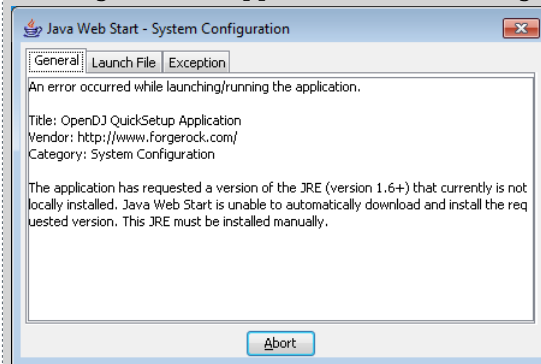 Java Web Start - System Configuration
General Launch File Exception
An error occurred while launching/running the application.
Title: OpenDJ QuickSetup Application
Vendor: http://www.forgerock.com/
Category: System Configuration
The application has requested a version of the JRE (version 1.6+) that currently is not
locally installed. Java Web Start is unable to automatically download and install the req
uested version. This JRE must be installed manually.
Abort